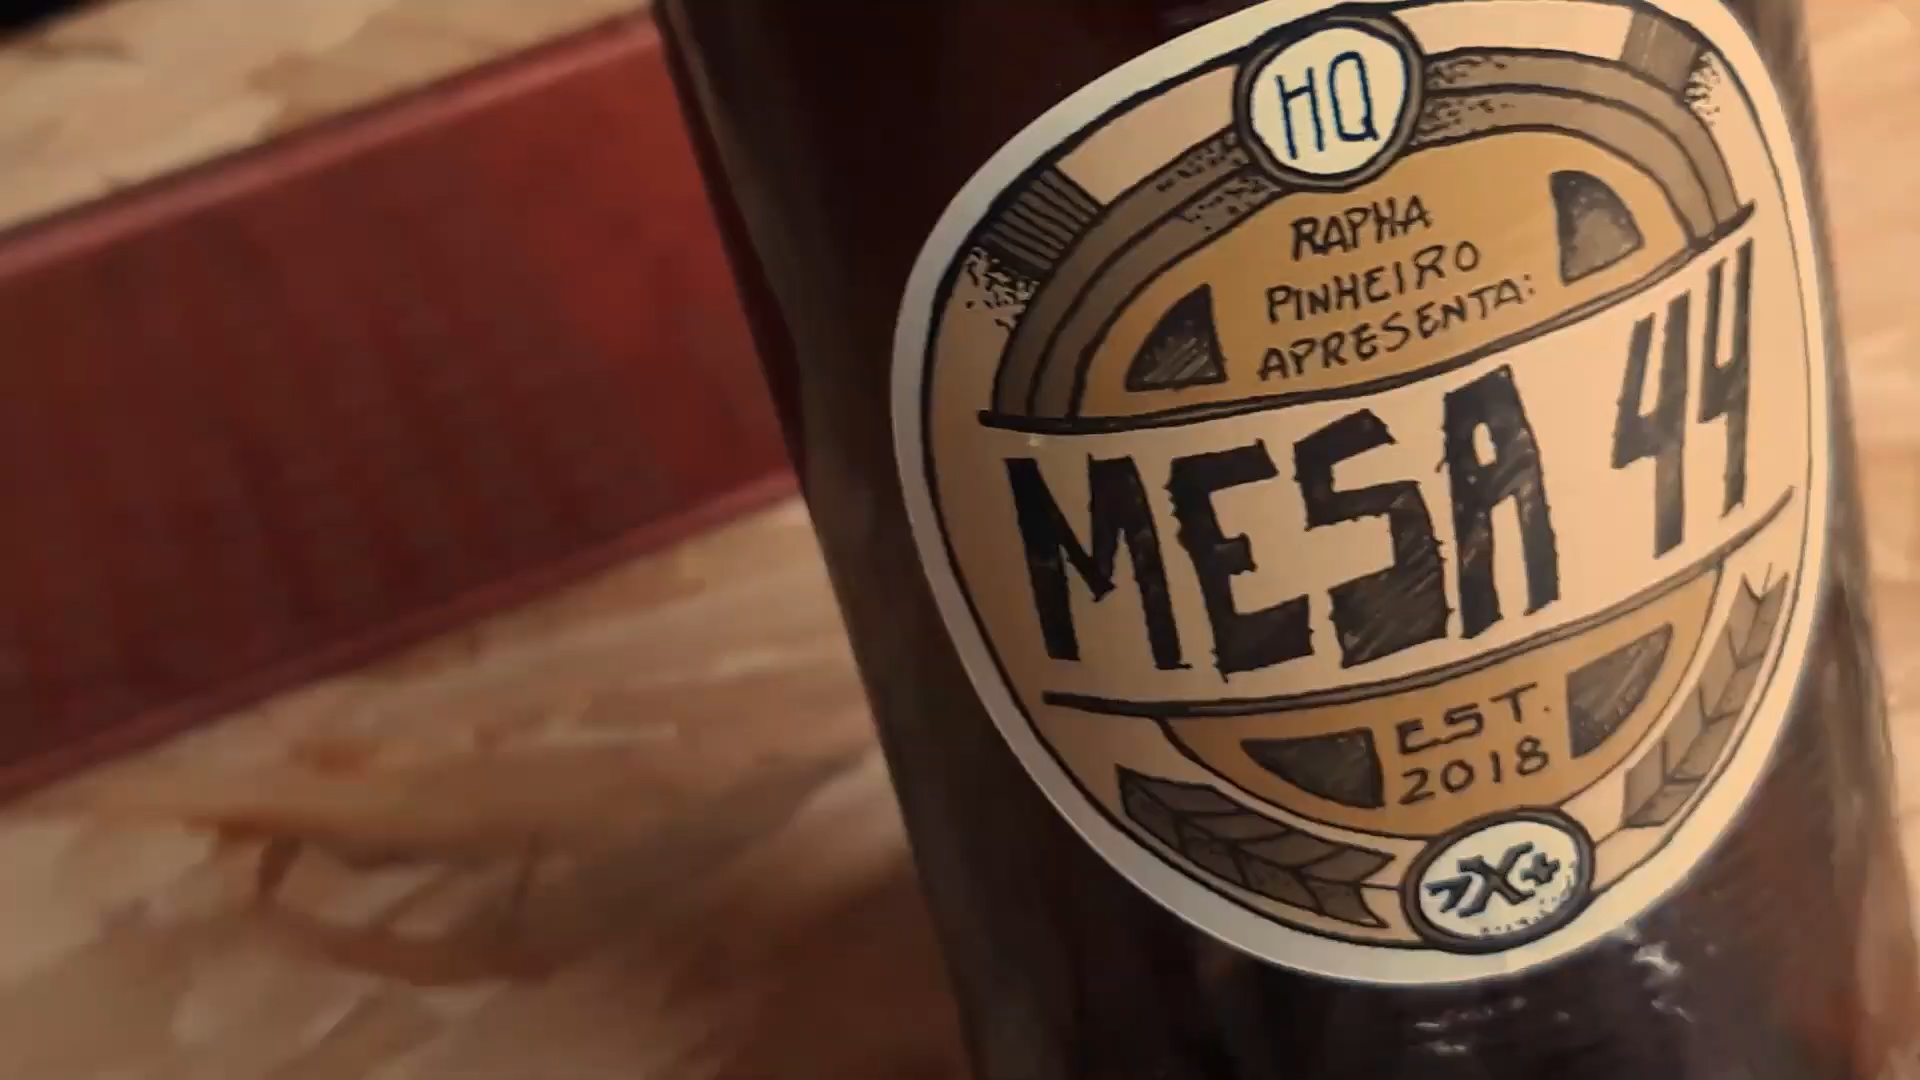 HQ
RAPHA
PINHEIRO
APRESENTA:
MESA 44
EST.
2018